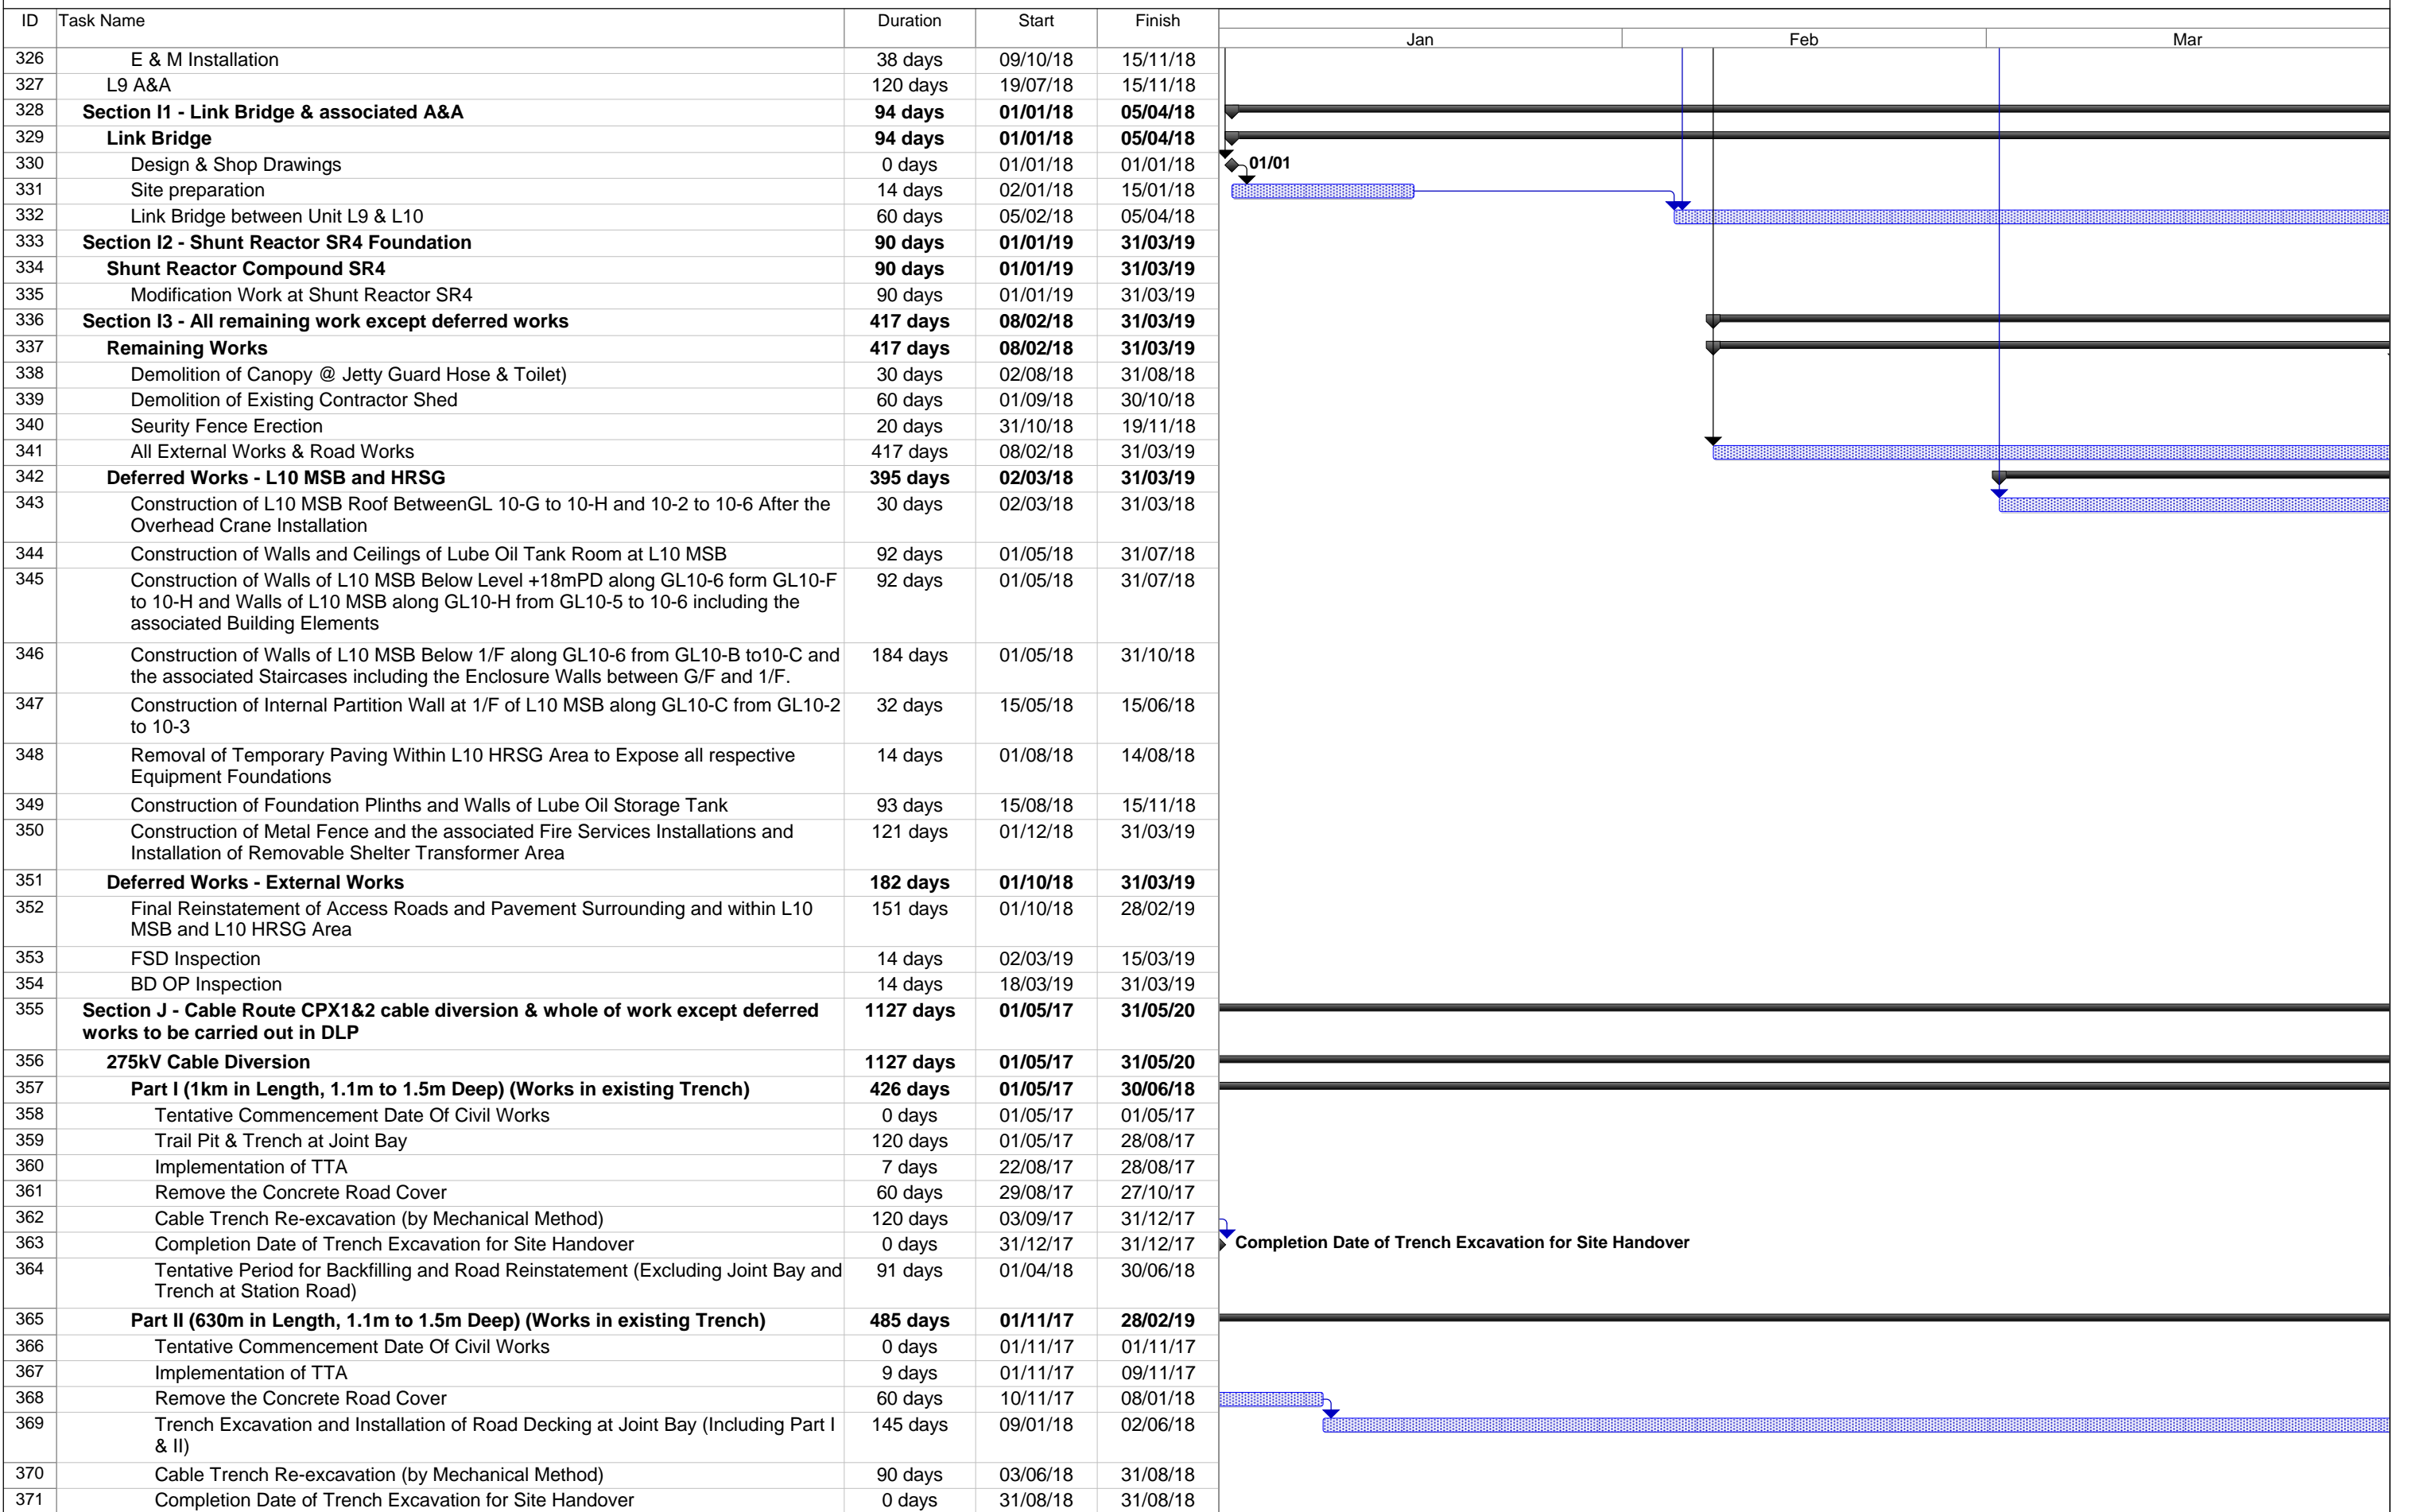 ID Task Name Duration Start Finish
Jan Feb Mar
326 E & M Installation 38 days 09/10/18 15/11/18
327 L9 A&A 120 days 19/07/18 15/11/18
328 Section I1 - Link Bridge & associated A&A 94 days 01/01/18 05/04/18
329 Link Bridge 94 days 01/01/18 05/04/18
330 Design & Shop Drawings 0 days 01/01/18 01/01/18 01/01
331 Site preparation 14 days 02/01/18 15/01/18
332 Link Bridge between Unit L9 & L10 60 days 05/02/18 05/04/18
333 Section I2 - Shunt Reactor SR4 Foundation 90 days 01/01/19 31/03/19
334 Shunt Reactor Compound SR4 90 days 01/01/19 31/03/19
335 Modification Work at Shunt Reactor SR4 90 days 01/01/19 31/03/19
336 Section I3 - All remaining work except deferred works 417 days 08/02/18 31/03/19
337 Remaining Works 417 days 08/02/18 31/03/19
338 Demolition of Canopy @ Jetty Guard Hose & Toilet) 30 days 02/08/18 31/08/18
339 Demolition of Existing Contractor Shed 60 days 01/09/18 30/10/18
340 Seurity Fence Erection 20 days 31/10/18 19/11/18
341 All External Works & Road Works 417 days 08/02/18 31/03/19
342 Deferred Works - L10 MSB and HRSG 395 days 02/03/18 31/03/19
343 Construction of L10 MSB Roof BetweenGL 10-G to 10-H and 10-2 to 10-6 After the 30 days 02/03/18 31/03/18
Overhead Crane Installation
344 Construction of Walls and Ceilings of Lube Oil Tank Room at L10 MSB 92 days 01/05/18 31/07/18
345 Construction of Walls of L10 MSB Below Level +18mPD along GL10-6 form GL10-F 92 days 01/05/18 31/07/18
to 10-H and Walls of L10 MSB along GL10-H from GL10-5 to 10-6 including the
associated Building Elements
346 Construction of Walls of L10 MSB Below 1/F along GL10-6 from GL10-B to10-C and 184 days 01/05/18 31/10/18
the associated Staircases including the Enclosure Walls between G/F and 1/F.
347 Construction of Internal Partition Wall at 1/F of L10 MSB along GL10-C from GL10-2 32 days 15/05/18 15/06/18
to 10-3
348 Removal of Temporary Paving Within L10 HRSG Area to Expose all respective 14 days 01/08/18 14/08/18
Equipment Foundations
349 Construction of Foundation Plinths and Walls of Lube Oil Storage Tank 93 days 15/08/18 15/11/18
350 Construction of Metal Fence and the associated Fire Services Installations and 121 days 01/12/18 31/03/19
Installation of Removable Shelter Transformer Area
351 Deferred Works - External Works 182 days 01/10/18 31/03/19
352 Final Reinstatement of Access Roads and Pavement Surrounding and within L10 151 days 01/10/18 28/02/19
MSB and L10 HRSG Area
353 FSD Inspection 14 days 02/03/19 15/03/19
354 BD OP Inspection 14 days 18/03/19 31/03/19
355 Section J - Cable Route CPX1&2 cable diversion & whole of work except deferred 1127 days 01/05/17 31/05/20
works to be carried out in DLP
356 275kV Cable Diversion 1127 days 01/05/17 31/05/20
357 Part I (1km in Length, 1.1m to 1.5m Deep) (Works in existing Trench) 426 days 01/05/17 30/06/18
358 Tentative Commencement Date Of Civil Works 0 days 01/05/17 01/05/17
359 Trail Pit & Trench at Joint Bay 120 days 01/05/17 28/08/17
360 Implementation of TTA 7 days 22/08/17 28/08/17
361 Remove the Concrete Road Cover 60 days 29/08/17 27/10/17
362 Cable Trench Re-excavation (by Mechanical Method) 120 days 03/09/17 31/12/17
363 Completion Date of Trench Excavation for Site Handover 0 days 31/12/17 31/12/17 Completion Date of Trench Excavation for Site Handover
364 Tentative Period for Backfilling and Road Reinstatement (Excluding Joint Bay and 91 days 01/04/18 30/06/18
Trench at Station Road)
365 Part II (630m in Length, 1.1m to 1.5m Deep) (Works in existing Trench) 485 days 01/11/17 28/02/19
366 Tentative Commencement Date Of Civil Works 0 days 01/11/17 01/11/17
367 Implementation of TTA 9 days 01/11/17 09/11/17
368 Remove the Concrete Road Cover 60 days 10/11/17 08/01/18
369 Trench Excavation and Installation of Road Decking at Joint Bay (Including Part I 145 days 09/01/18 02/06/18
& II)
370 Cable Trench Re-excavation (by Mechanical Method) 90 days 03/06/18 31/08/18
371 Completion Date of Trench Excavation for Site Handover 0 days 31/08/18 31/08/18